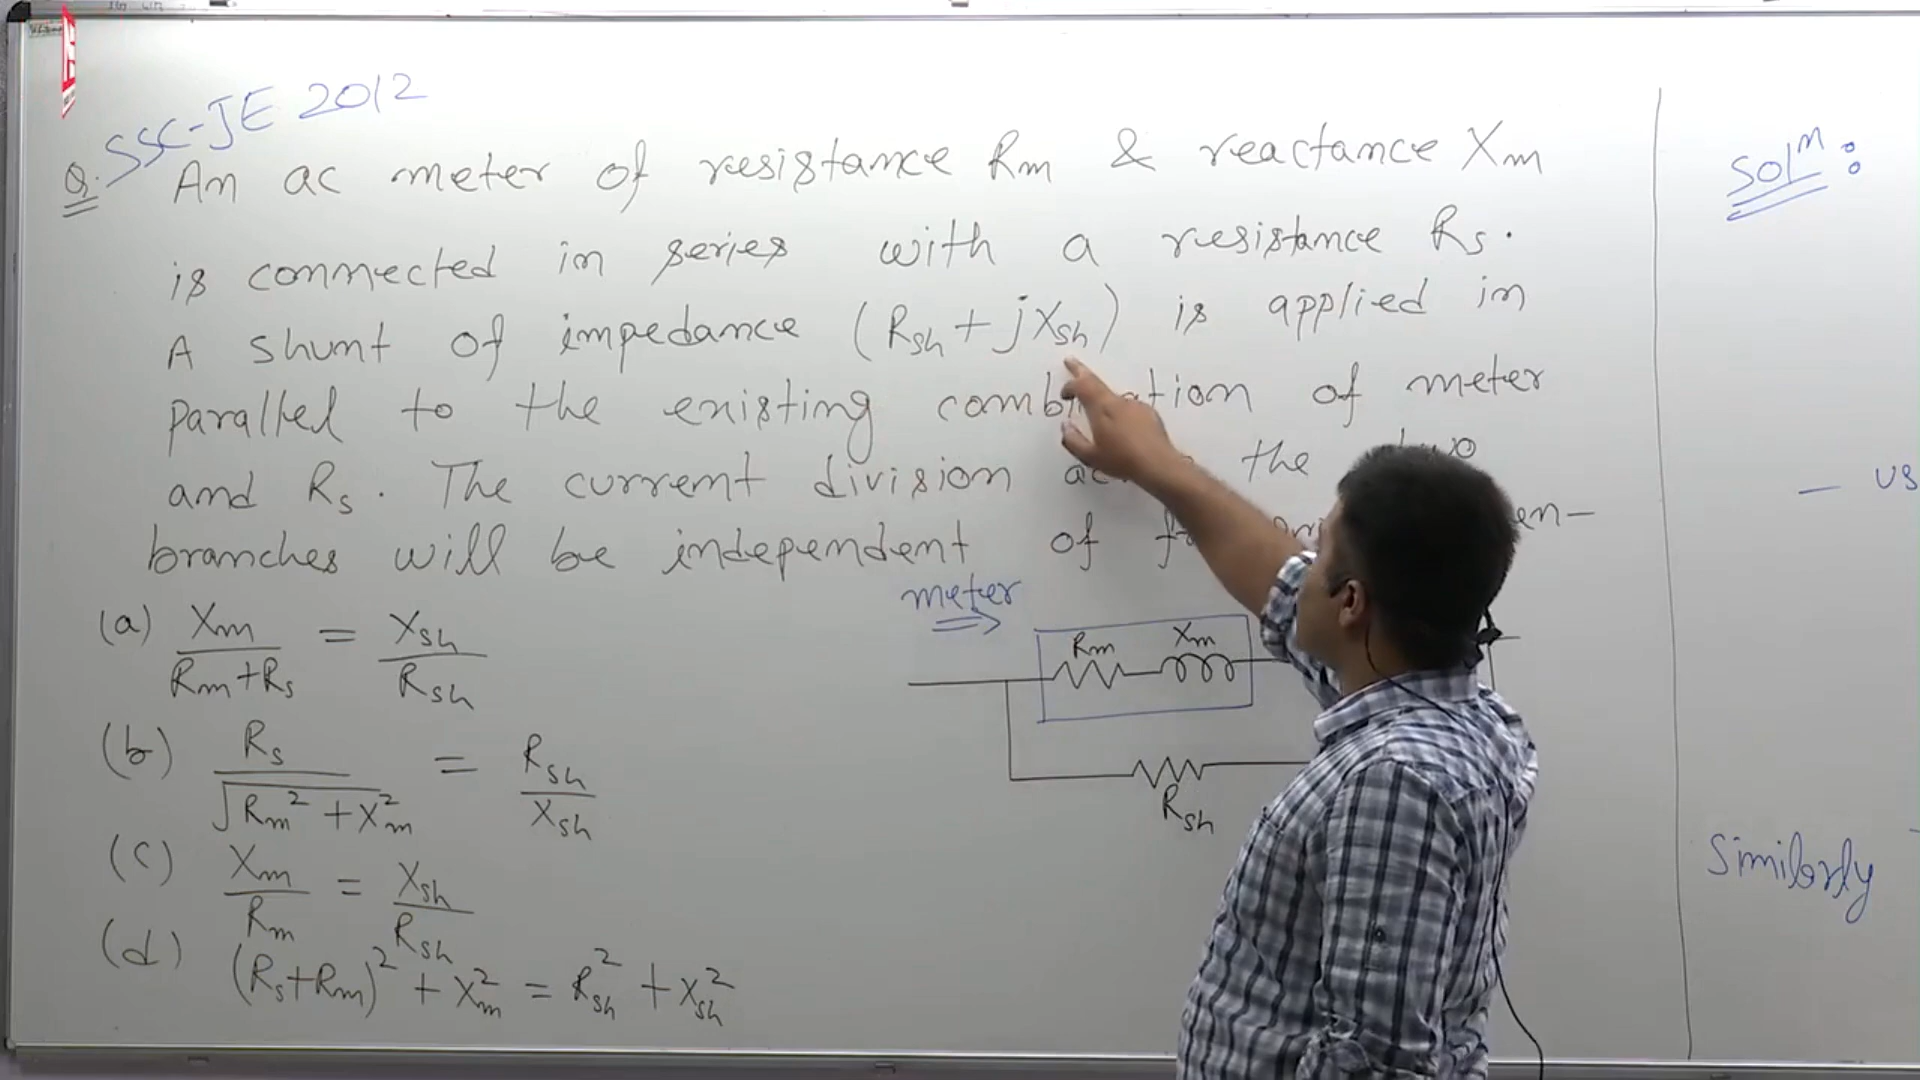 SSC-JE 2012
Q. An ac meter of resistance Rm & reactance Xm
is connected in series with a resistance Rs.
A shunt of impedance (Rsh + jXsh) is applied in
parallel to the existing combination of meter
and Rs. The current division the two
branches will be independent of
(a) Xm / (Rm+Rs) = Xsh / Rsh
(b) Rs / √(Rm² + Xm²) = Rsh / Xsh
(c) Xm / Rm = Xsh / Rsh
(d) (Rs+Rm)² + Xm² = Rsh² + Xsh²
meter
Rm Xm
Rsh
Solⁿ:
Similarly